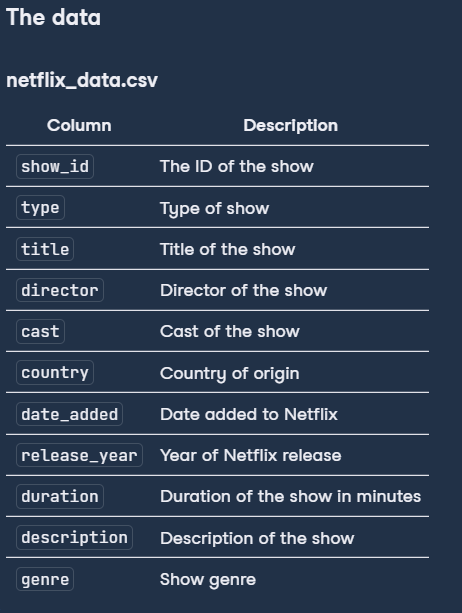 The data
netflix_data.csv
Column Description
show_id The ID of the show
type Type of show
title Title of the show
director Director of the show
cast Cast of the show
country Country of origin
date_added Date added to Netflix
release_year Year of Netflix release
duration Duration of the show in minutes
description Description of the show
genre Show genre